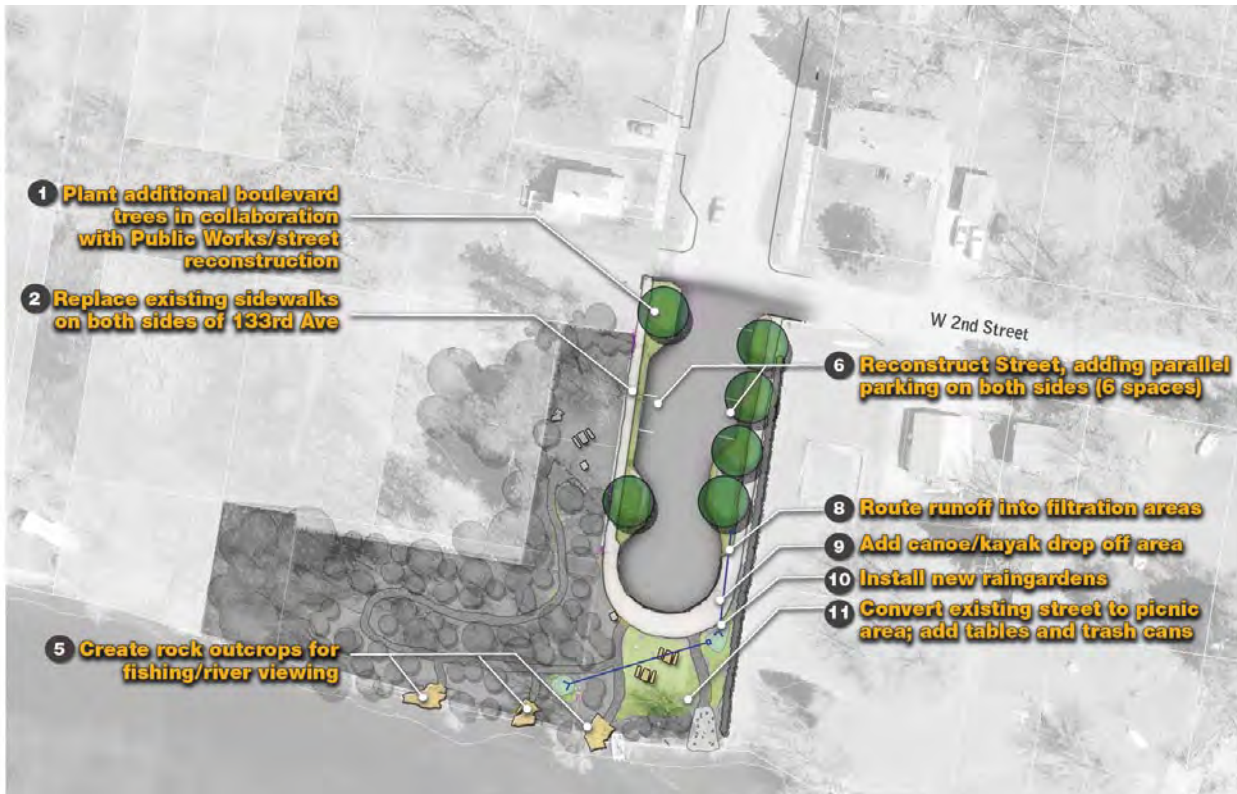 1 Plant additional boulevard
trees in collaboration
with Public Works/street
reconstruction
2 Replace existing sidewalks
on both sides of 133rd Ave
5 Create rock outcrops for
fishing/river viewing
W 2nd Street
6 Reconstruct Street, adding parallel
parking on both sides (6 spaces)
8 Route runoff into filtration areas
9 Add canoe/kayak drop off area
10 Install new raingardens
11 Convert existing street to picnic
area; add tables and trash cans